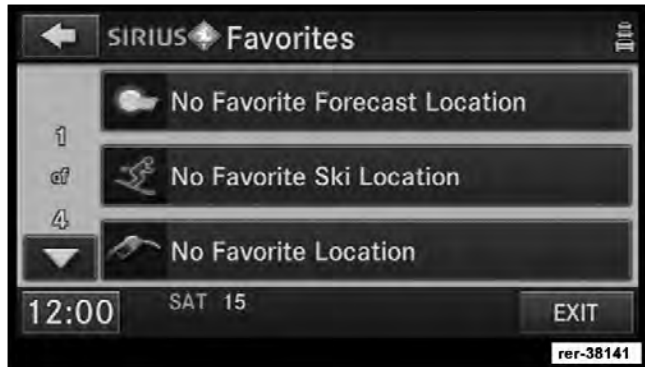 SIRIUS Favorites
No Favorite Forecast Location
1
of
4
No Favorite Ski Location
No Favorite Location
12:00
SAT 15
EXIT
rer-38141